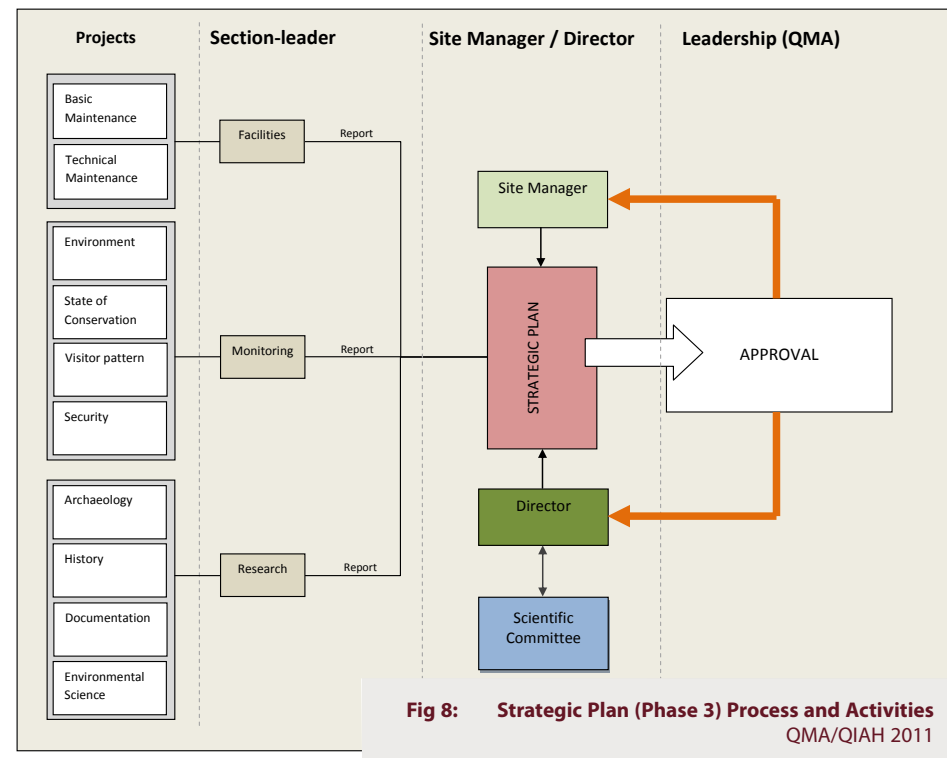 Projects
Section-leader
Site Manager / Director
Leadership (QMA)
Basic
Maintenance
Technical
Maintenance
Facilities
Report
Site Manager
Environment
State of
Conservation
Visitor pattern
Security
Monitoring
Report
STRATEGIC PLAN
APPROVAL
Archaeology
History
Documentation
Environmental
Science
Research
Report
Director
Scientific
Committee
Fig 8: Strategic Plan (Phase 3) Process and Activities
QMA/QIAH 2011